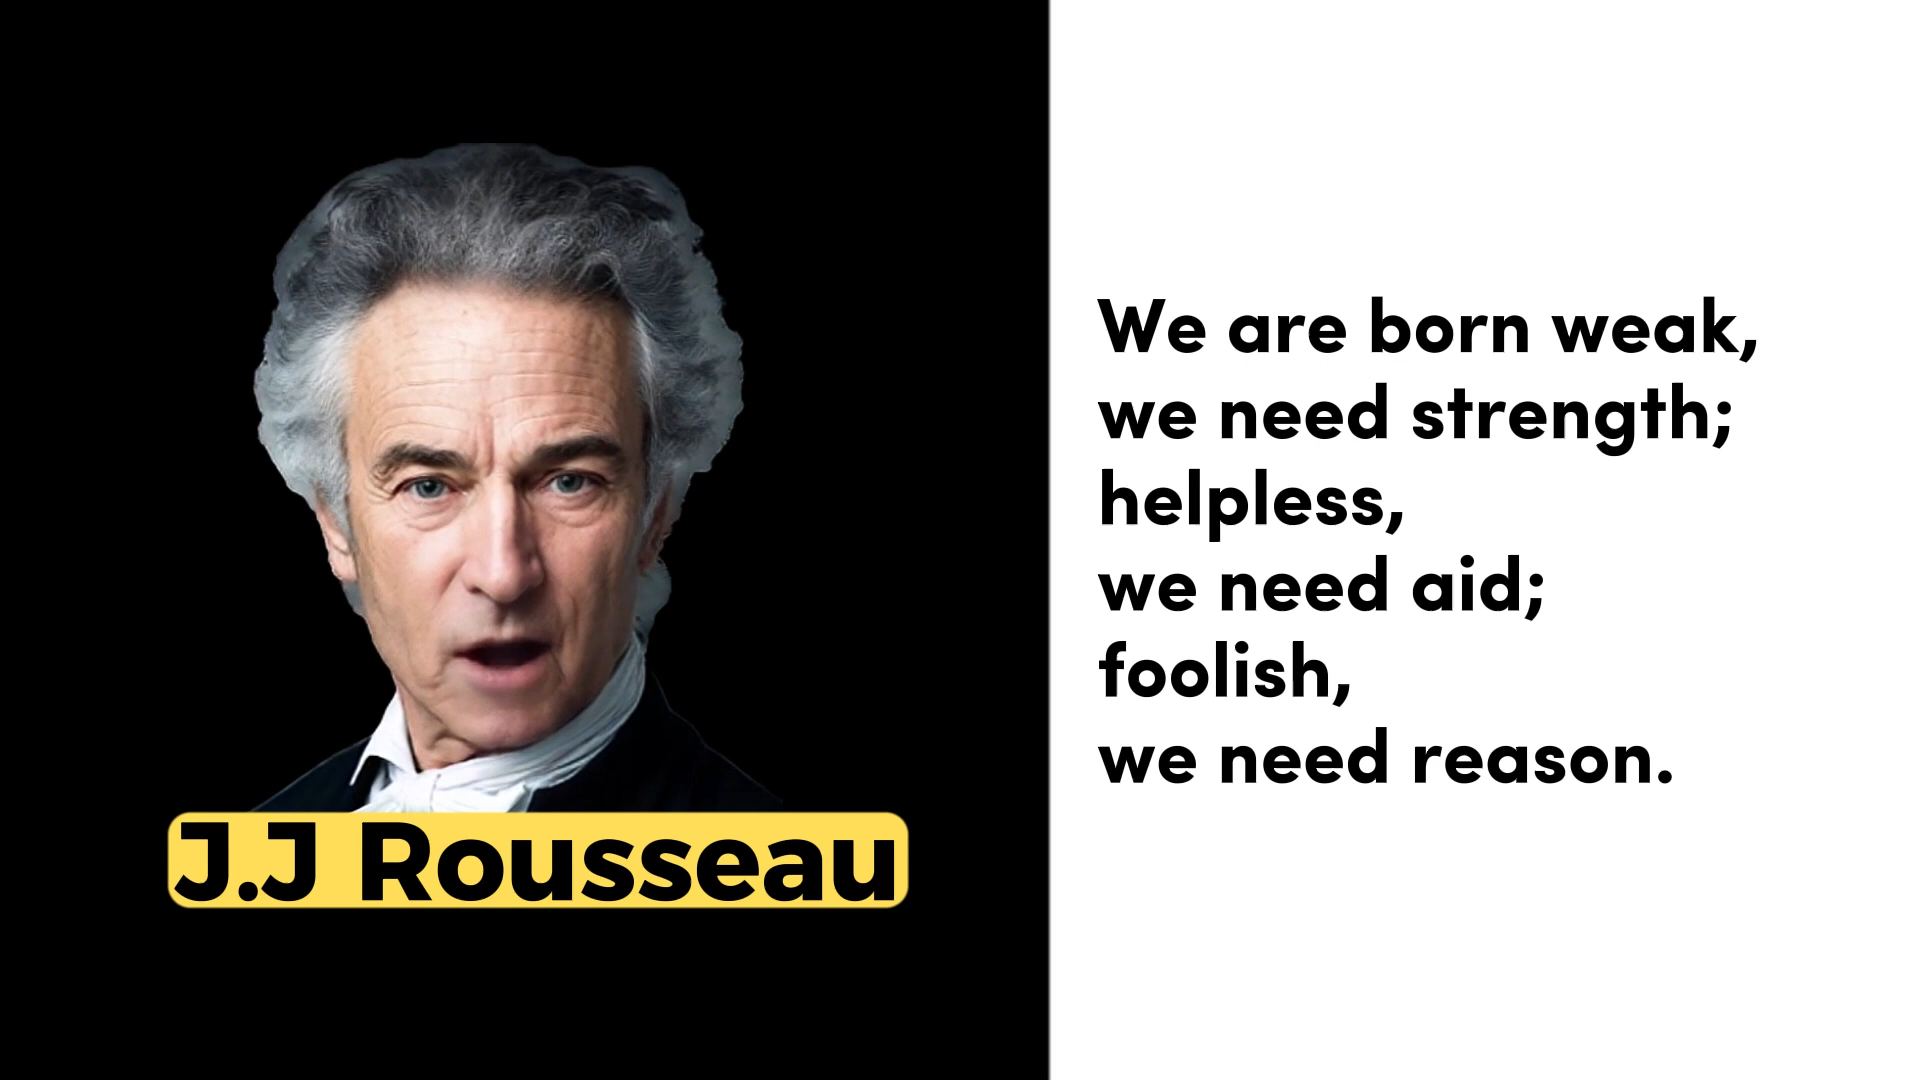 J.J Rousseau
We are born weak,
we need strength;
helpless,
we need aid;
foolish,
we need reason.